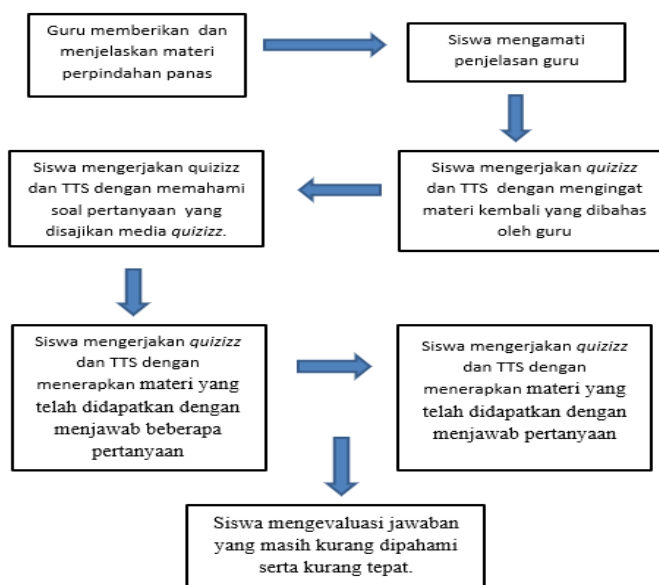 Guru memberikan dan
menjelaskan materi
perpindahan panas
Siswa mengamati
penjelasan guru
Siswa mengerjakan quizizz
dan TTS dengan mengingat
materi kembali yang dibahas
oleh guru
Siswa mengerjakan quizizz
dan TTS dengan memahami
soal pertanyaan yang
disajikan media quizizz.
Siswa mengerjakan quizizz
dan TTS dengan
menerapkan materi yang
telah didapatkan dengan
menjawab beberapa
pertanyaan
Siswa mengerjakan quizizz
dan TTS dengan
menerapkan materi yang
telah didapatkan dengan
menjawab pertanyaan
Siswa mengevaluasi jawaban
yang masih kurang dipahami
serta kurang tepat.